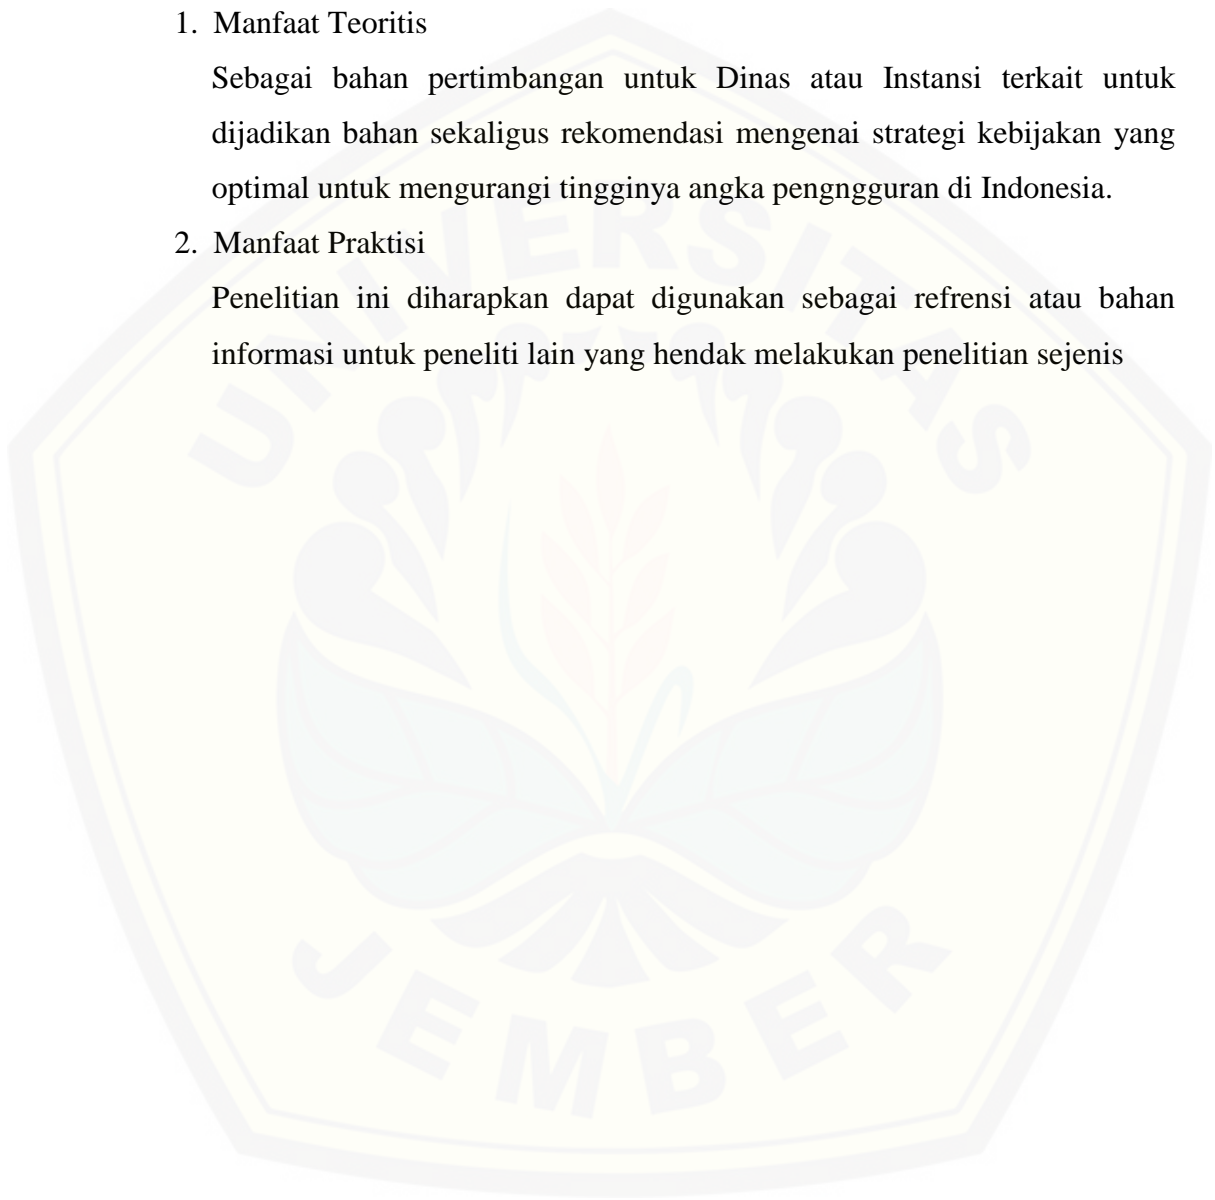 1. Manfaat Teoritis
Sebagai bahan pertimbangan untuk Dinas atau Instansi terkait untuk
dijadikan bahan sekaligus rekomendasi mengenai strategi kebijakan yang
optimal untuk mengurangi tingginya angka pengngguran di Indonesia.
2. Manfaat Praktisi
Penelitian ini diharapkan dapat digunakan sebagai refrensi atau bahan
informasi untuk peneliti lain yang hendak melakukan penelitian sejenis
UNIVERSITAS
JEMBER